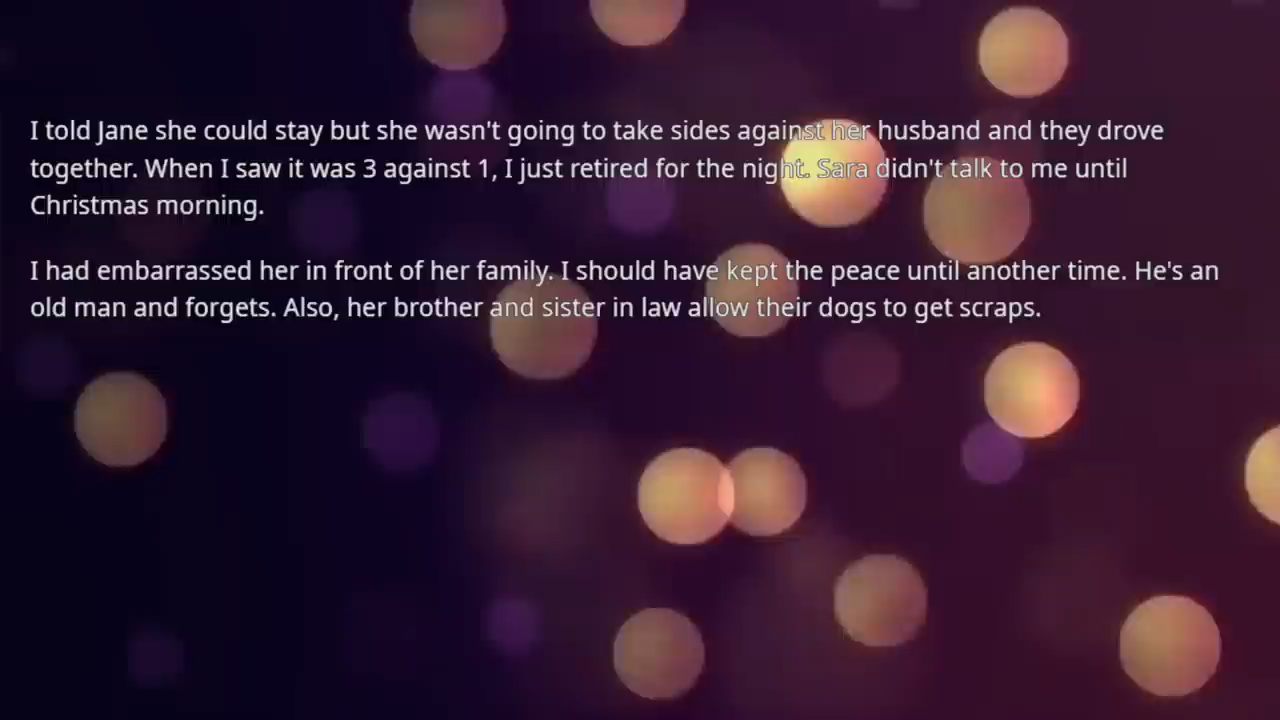 I told Jane she could stay but she wasn't going to take sides against her husband and they drove
together. When I saw it was 3 against 1, I just retired for the night. Sara didn't talk to me until
Christmas morning.
I had embarrassed her in front of her family. I should have kept the peace until another time. He's an
old man and forgets. Also, her brother and sister in law allow their dogs to get scraps.